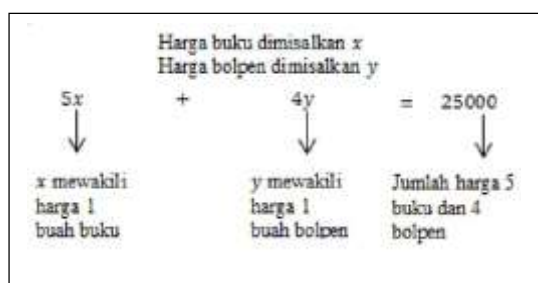 Harga buku dimisalkan x
Harga bolpen dimisalkan y
5x + 4y = 25000
x mewakili
harga 1
buah buku
y mewakili
harga 1
buah bolpen
Jumlah harga 5
buku dan 4
bolpen